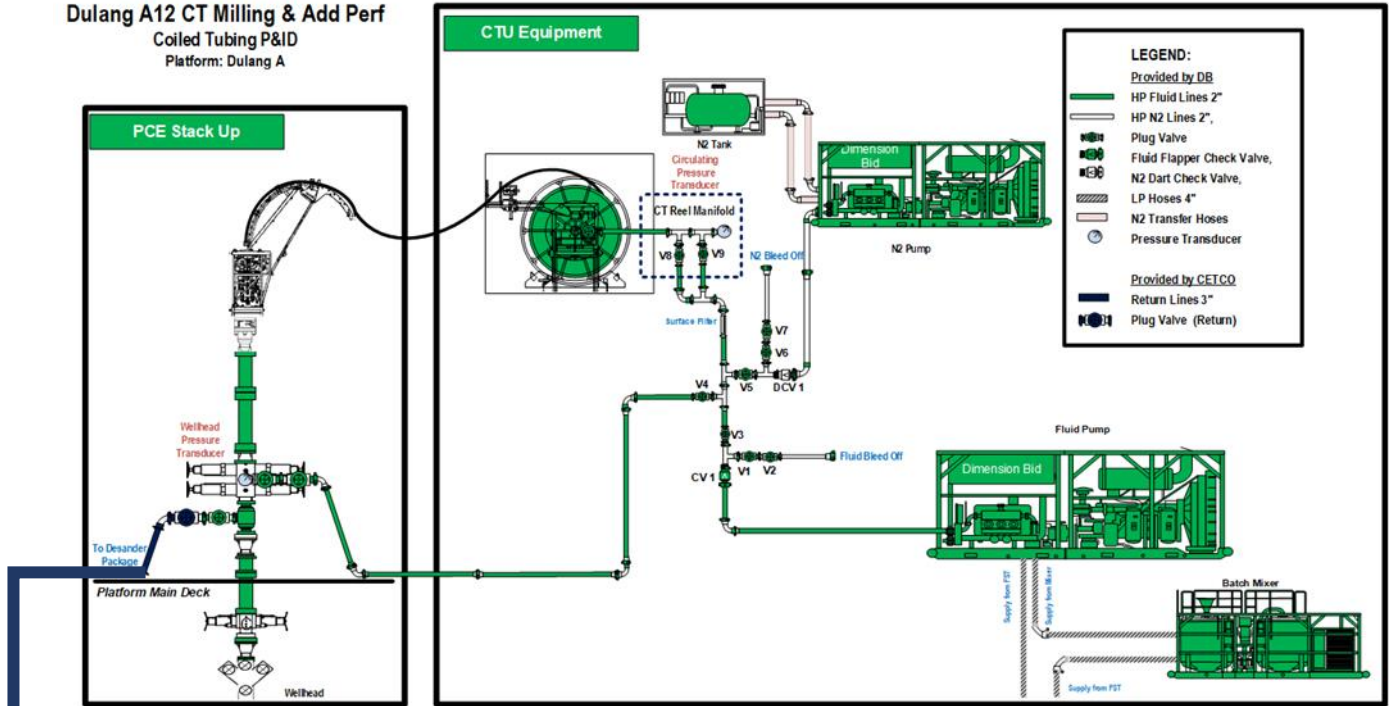 Dulang A12 CT Milling & Add Perf
Coiled Tubing P&ID
Platform: Dulang A
PCE Stack Up
Wellhead
Pressure
Transducer
To Desander
Package
Platform Main Deck
Wellhead
CTU Equipment
N2 Tank
Circulating
Pressure
Transducer
CT Reel Manifold
V8
V9
Surface Filter
N2 Bleed Off
V7
V6
V5
DCV 1
V4
V3
V1
V2
CV 1
Fluid Bleed Off
Dimension
Bid
N2 Pump
Fluid Pump
Dimension Bid
Supply from FST
Supply from Mixer
Batch Mixer
Supply from FST
LEGEND:
Provided by DB
HP Fluid Lines 2"
HP N2 Lines 2",
Plug Valve
Fluid Flapper Check Valve,
N2 Dart Check Valve,
LP Hoses 4"
N2 Transfer Hoses
Pressure Transducer
Provided by CETCO
Return Lines 3"
Plug Valve (Return)